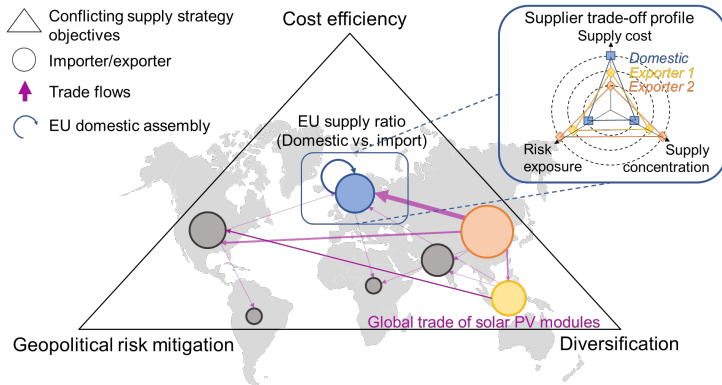 Conflicting supply strategy
objectives
Importer/exporter
Trade flows
EU domestic assembly
Cost efficiency
EU supply ratio
(Domestic vs. import)
Supplier trade-off profile
Supply cost
Domestic
Exporter 1
Exporter 2
Risk
exposure
Supply
concentration
Global trade of solar PV modules
Geopolitical risk mitigation
Diversification